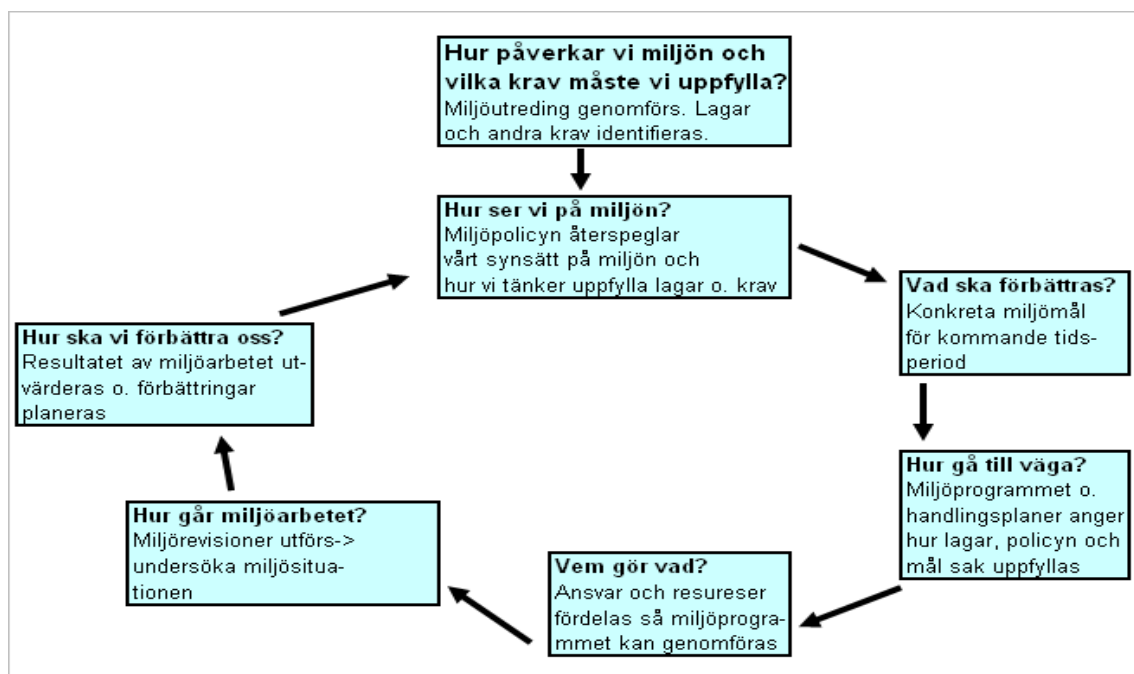 Hur påverkar vi miljön och
vilka krav måste vi uppfylla?
Miljöutreding genomförs. Lagar
och andra krav identifieras.
Hur ser vi på miljön?
Miljöpolicyn återspeglar
vårt synsätt på miljön och
hur vi tänker uppfylla lagar o. krav
Vad ska förbättras?
Konkreta miljömål
för kommande tids-
period
Hur gå till väga?
Miljöprogrammet o.
handlingsplaner anger
hur lagar, policyn och
mål sak uppfyllas
Vem gör vad?
Ansvar och resureser
fördelas så miljöprogra-
mmet kan genomföras
Hur går miljöarbetet?
Miljörevisioner utförs->
undersöka miljösitua-
tionen
Hur ska vi förbättra oss?
Resultatet av miljöarbetet ut-
värderas o. förbättringar
planeras